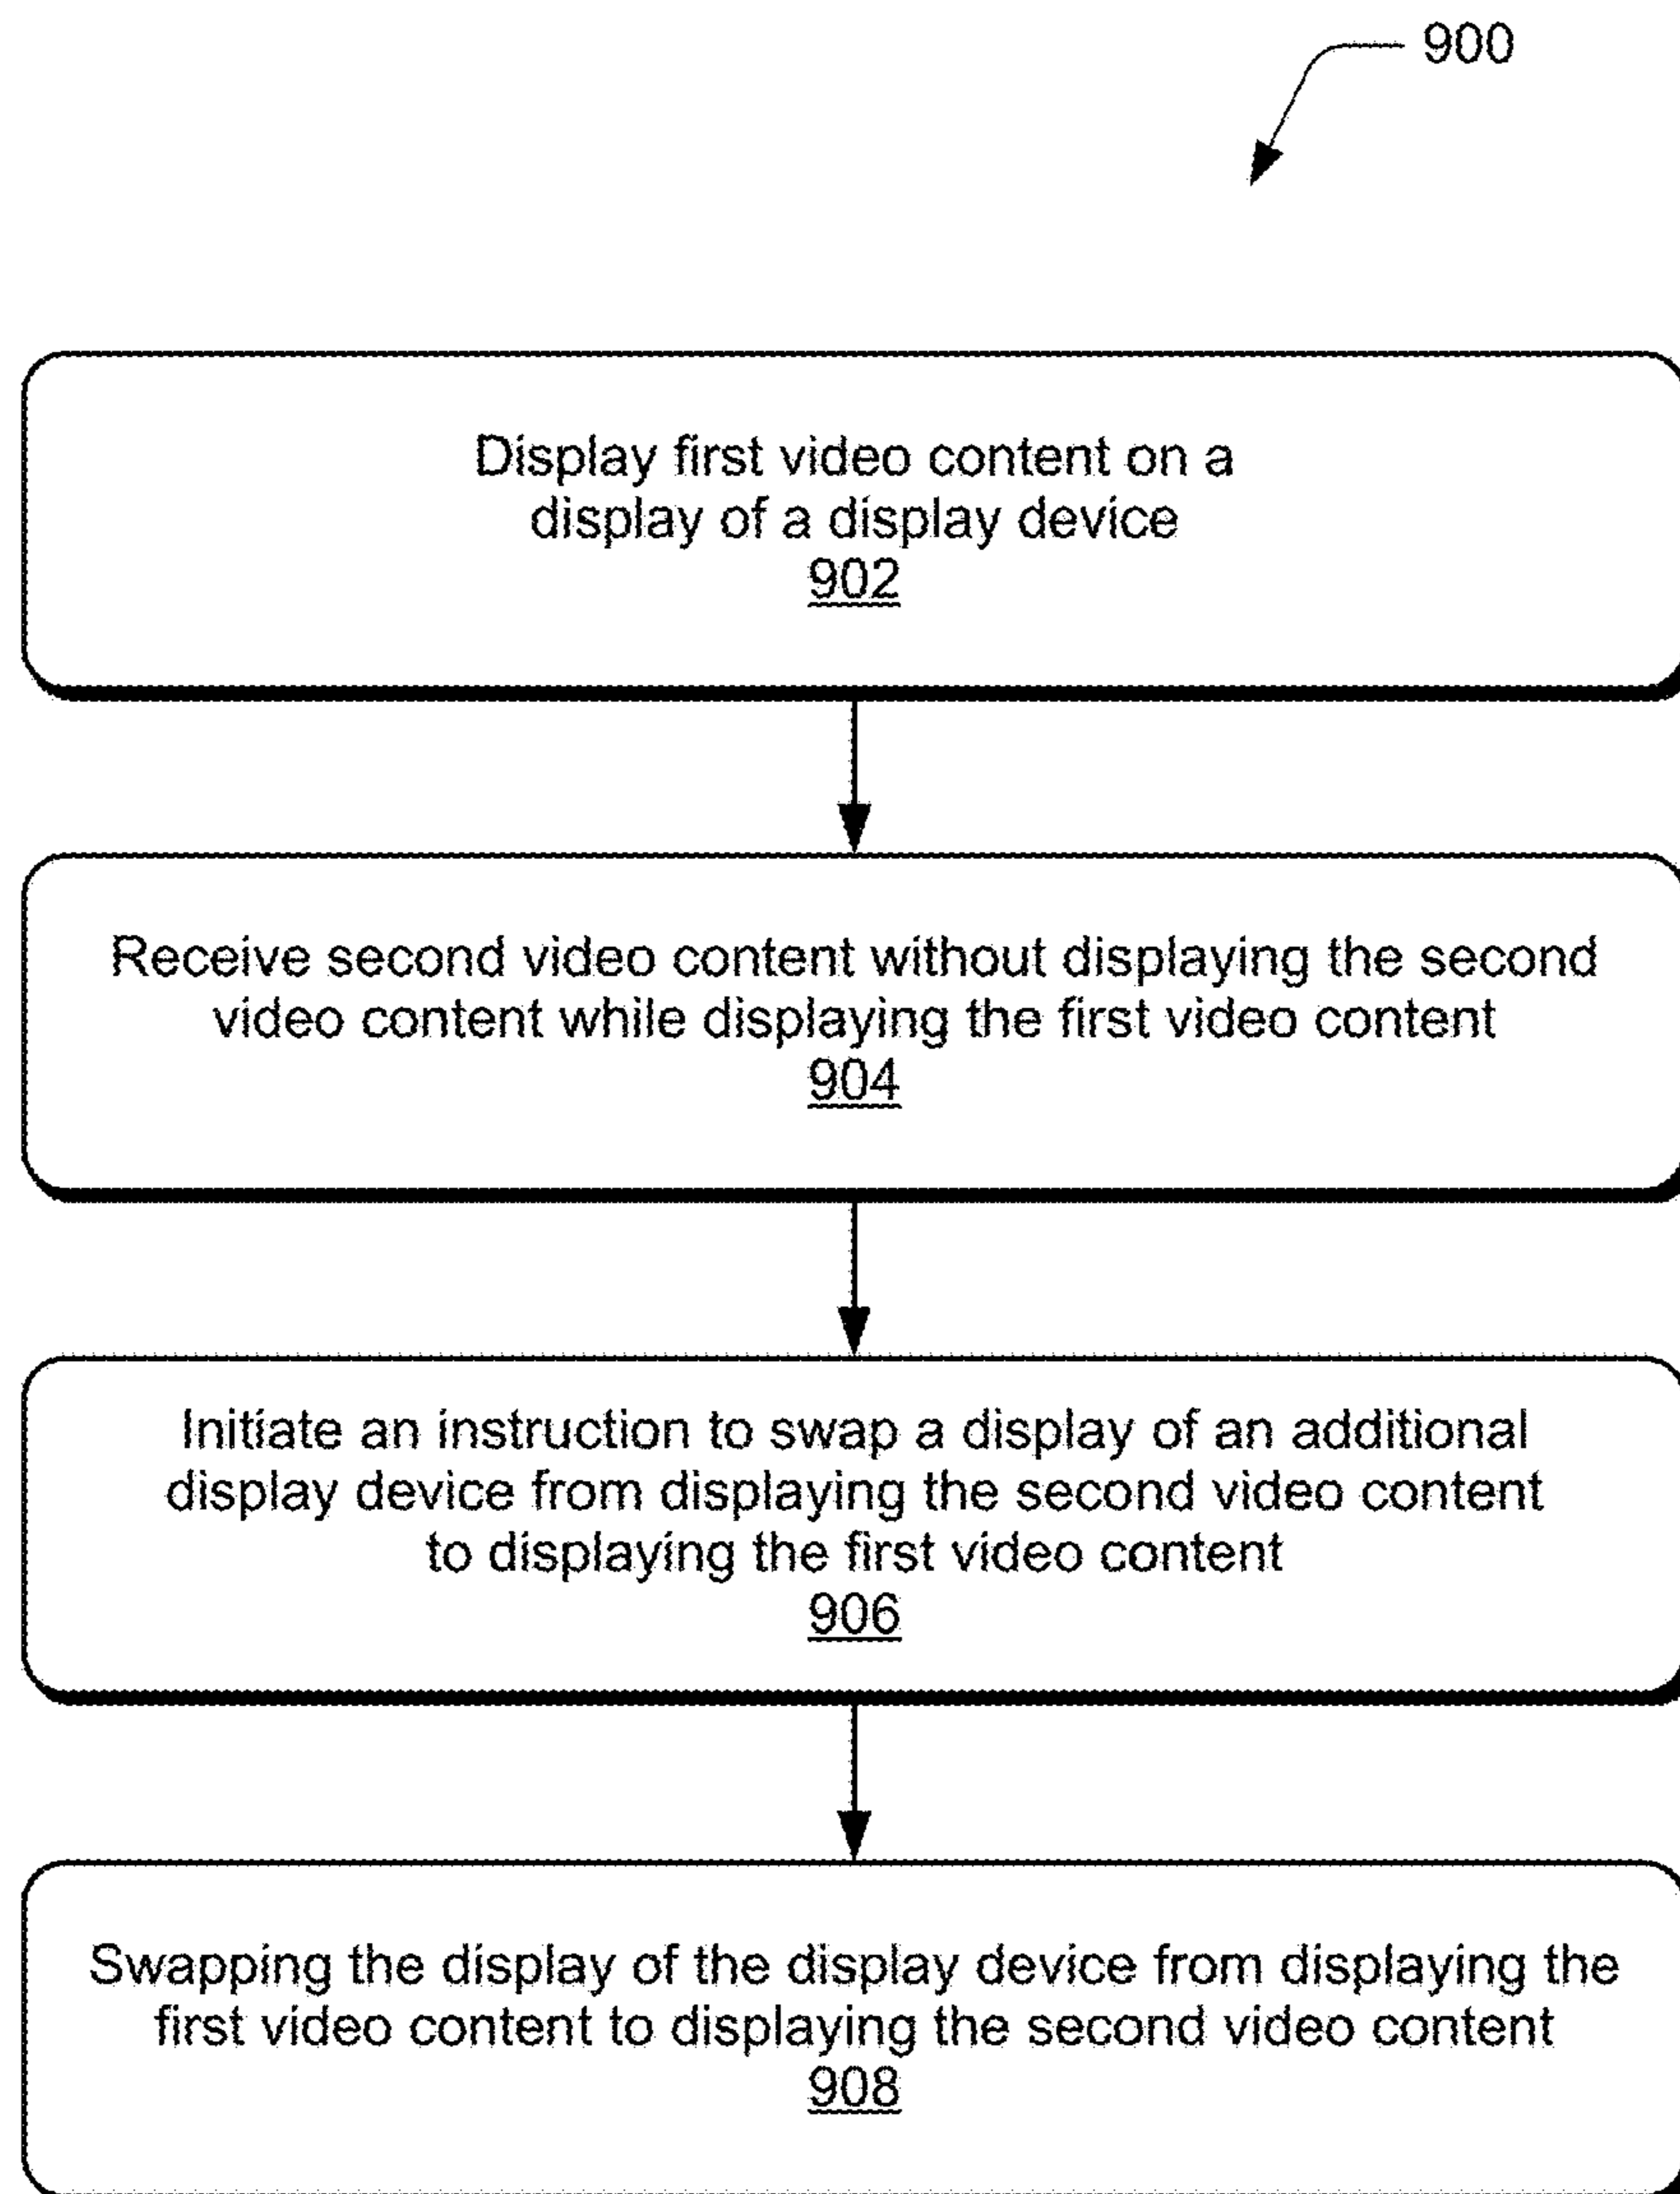 900
Display first video content on a
display of a display device
902
Receive second video content without displaying the second
video content while displaying the first video content
904
Initiate an instruction to swap a display of an additional
display device from displaying the second video content
to displaying the first video content
906
Swapping the display of the display device from displaying the
first video content to displaying the second video content
908